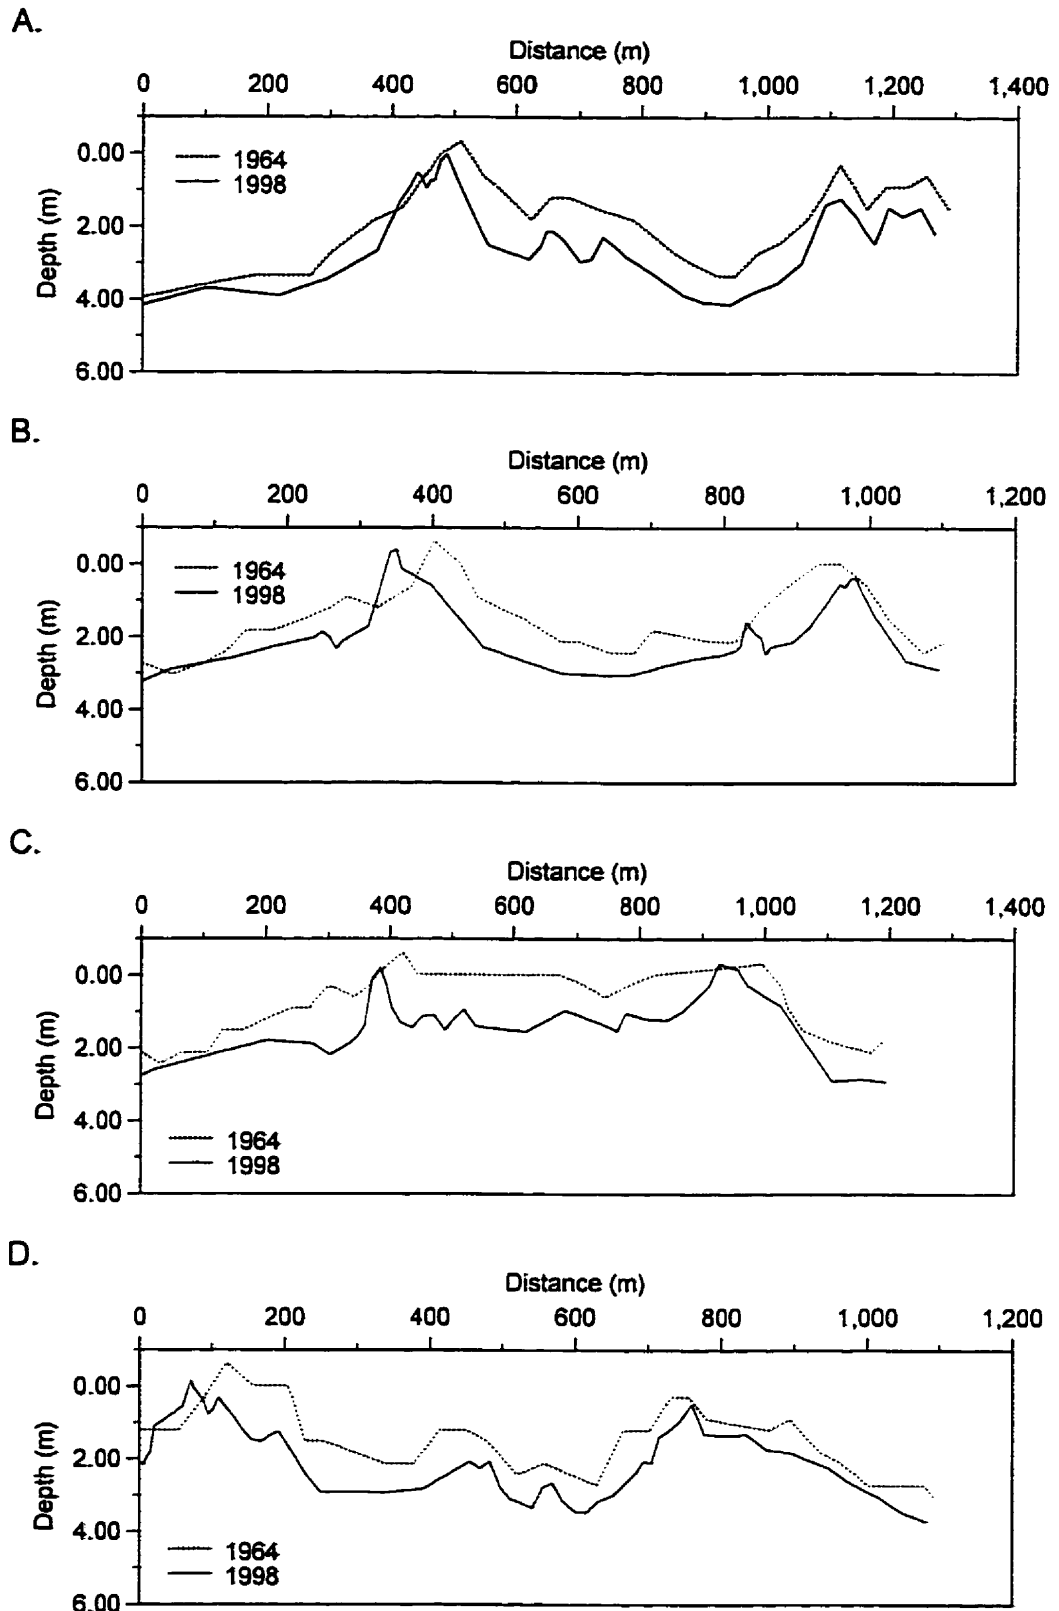 A.
Distance (m)
0 200 400 600 800 1,000 1,200 1,400
0.00
2.00
4.00
6.00
Depth (m)
1964
1998
B.
Distance (m)
0 200 400 600 800 1,000 1,200
0.00
2.00
4.00
6.00
Depth (m)
1964
1998
C.
Distance (m)
0 200 400 600 800 1,000 1,200 1,400
0.00
2.00
4.00
6.00
Depth (m)
1964
1998
D.
Distance (m)
0 200 400 600 800 1,000 1,200
0.00
2.00
4.00
6.00
Depth (m)
1964
1998